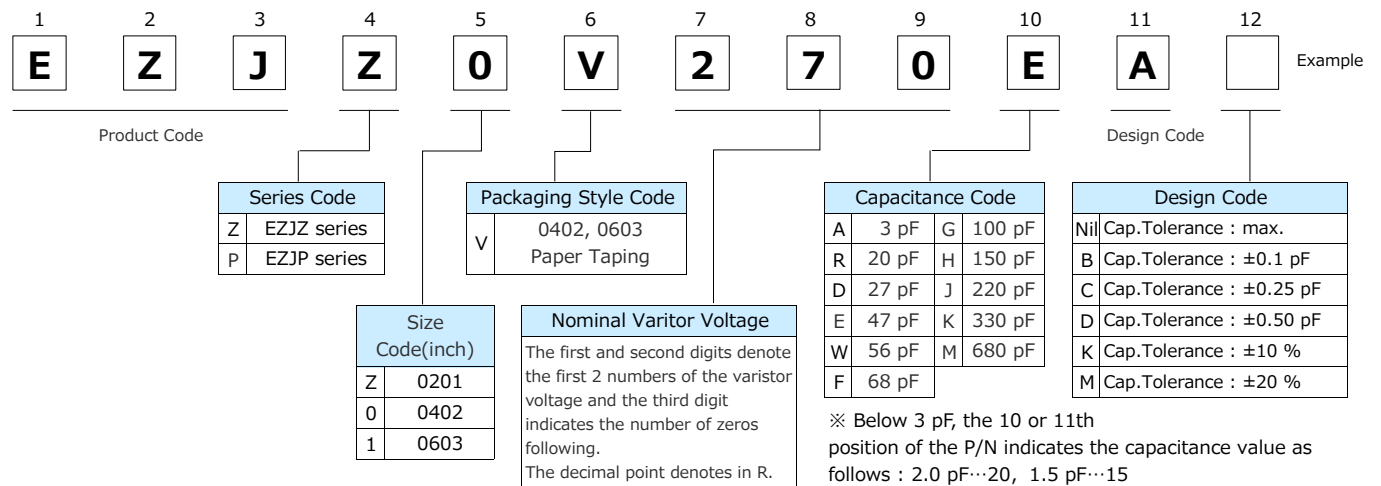 1 2 3 4 5 6 7 8 9 10 11 12
E Z J Z 0 V 2 7 0 E A Example
Product Code
Design Code
Series Code
Z EZJZ series
P EZJP series
Packaging Style Code
V 0402, 0603
Paper Taping
Capacitance Code
A 3 pF G 100 pF
R 20 pF H 150 pF
D 27 pF J 220 pF
E 47 pF K 330 pF
W 56 pF M 680 pF
F 68 pF
Design Code
Nil Cap.Tolerance : max.
B Cap.Tolerance : ±0.1 pF
C Cap.Tolerance : ±0.25 pF
D Cap.Tolerance : ±0.50 pF
K Cap.Tolerance : ±10 %
M Cap.Tolerance : ±20 %
Size
Code(inch)
Z 0201
0 0402
1 0603
Nominal Varitor Voltage
The first and second digits denote
the first 2 numbers of the varistor
voltage and the third digit
indicates the number of zeros
following.
The decimal point denotes in R.
※ Below 3 pF, the 10 or 11th
position of the P/N indicates the capacitance value as
follows : 2.0 pF⋯20, 1.5 pF⋯15